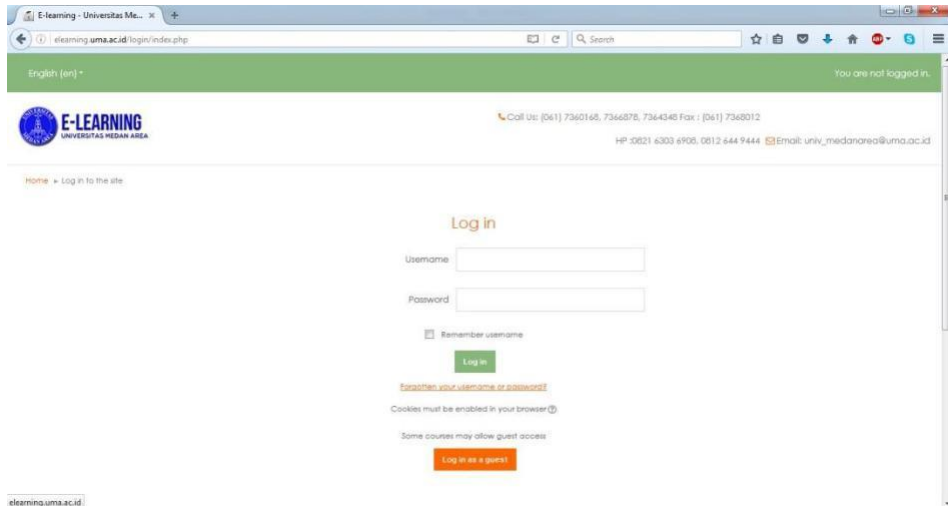 E-learning - Universitas Me...
elearning.uma.ac.id/login/index.php
Search
English (en)
You are not logged in.
E-LEARNING
UNIVERSITAS MEDAN AREA
Call Us: (061) 7360168, 7366878, 7364348 Fax : (061) 7368012
HP :0821 6303 6908, 0812 644 9444 Email: univ_medanarea@uma.ac.id
Home ► Log in to the site
Log in
Username
Password
Remember username
Log in
Forgotten your username or password?
Cookies must be enabled in your browser
Some courses may allow guest access
Log in as a guest
elearning.uma.ac.id